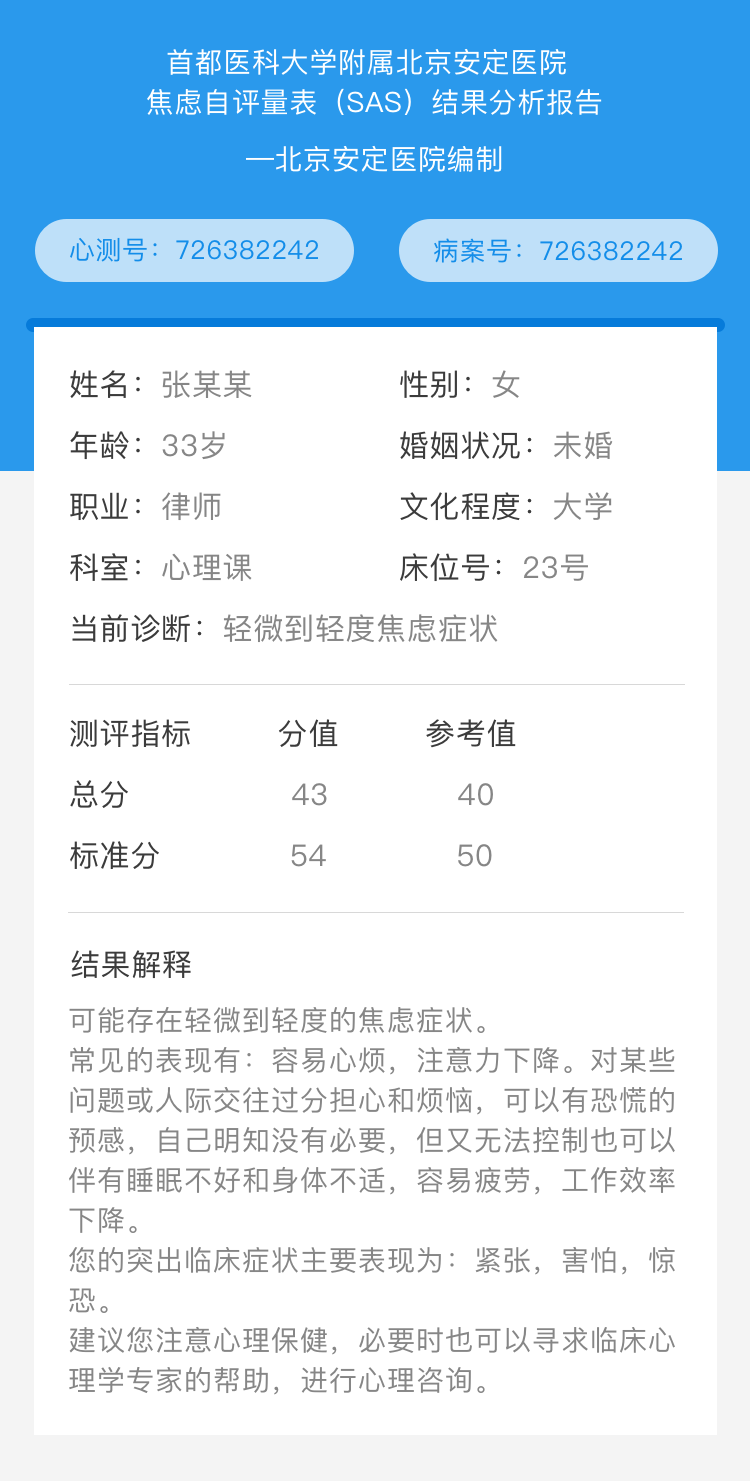 首都医科大学附属北京安定医院
焦虑自评量表（SAS）结果分析报告
—北京安定医院编制
心测号：726382242 病案号：726382242
姓名：张某某 性别：女
年龄：33岁 婚姻状况：未婚
职业：律师 文化程度：大学
科室：心理课 床位号：23号
当前诊断：轻微到轻度焦虑症状
测评指标 分值 参考值
总分 43 40
标准分 54 50
结果解释
可能存在轻微到轻度的焦虑症状。
常见的表现有：容易心烦，注意力下降。对某些
问题或人际交往过分担心和烦恼，可以有恐慌的
预感，自己明知没有必要，但又无法控制也可以
伴有睡眠不好和身体不适，容易疲劳，工作效率
下降。
您的突出临床症状主要表现为：紧张，害怕，惊
恐。
建议您注意心理保健，必要时也可以寻求临床心
理学专家的帮助，进行心理咨询。